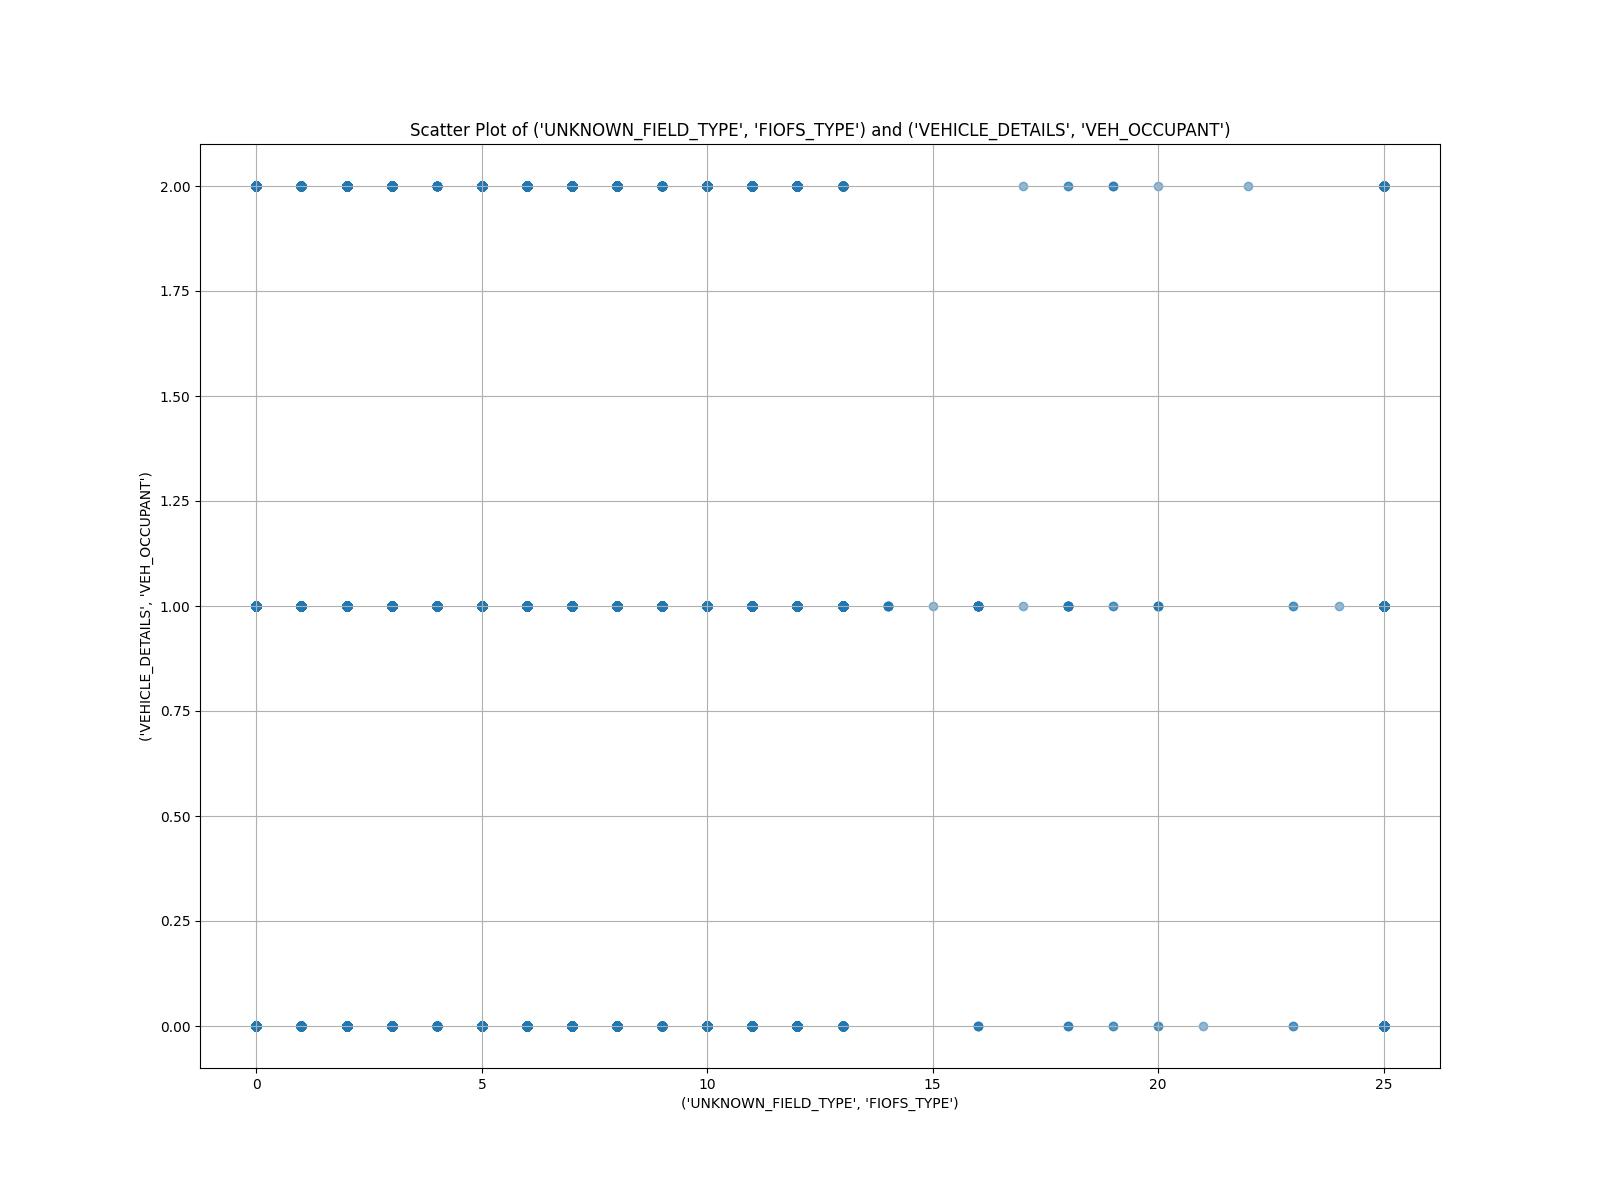 Scatter Plot of ('UNKNOWN_FIELD_TYPE', 'FIOFS_TYPE') and ('VEHICLE_DETAILS', 'VEH_OCCUPANT')
('VEHICLE_DETAILS', 'VEH_OCCUPANT')
2.00
1.75
1.50
1.25
1.00
0.75
0.50
0.25
0.00
0 5 10 15 20 25
('UNKNOWN_FIELD_TYPE', 'FIOFS_TYPE')